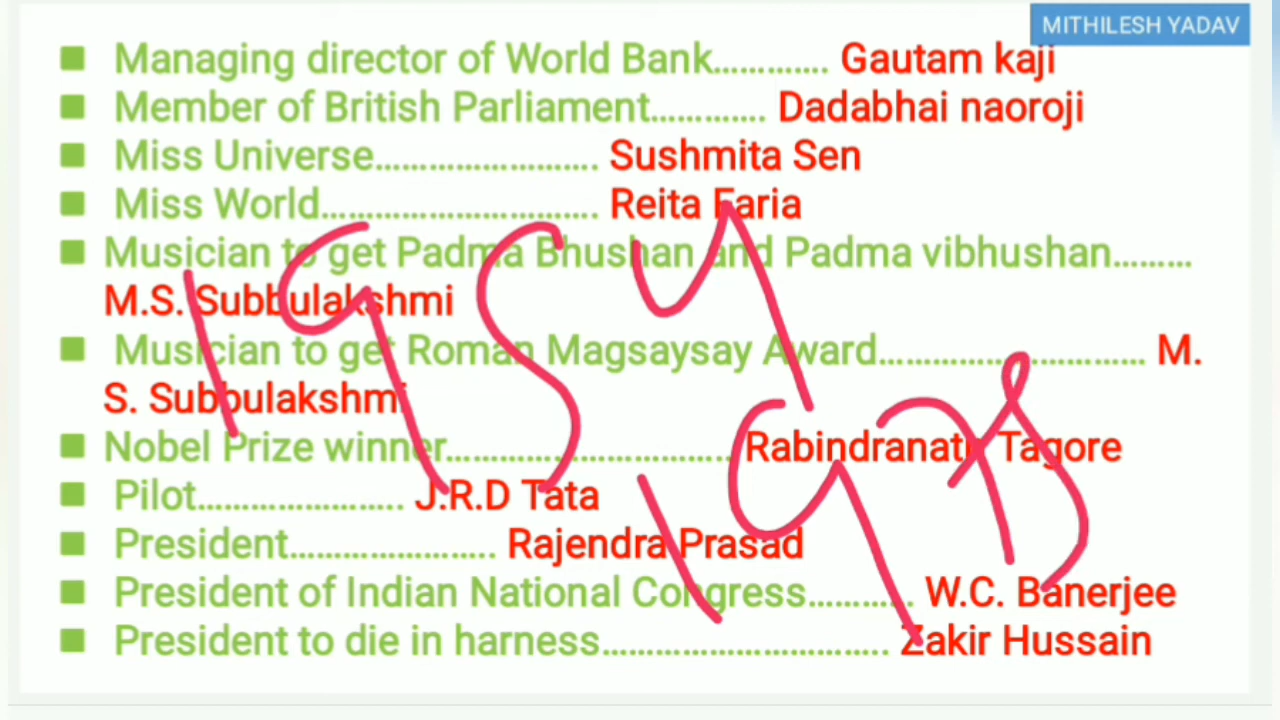 MITHILESH YADAV
■ Managing director of World Bank............. Gautam kaji
■ Member of British Parliament............. Dadabhai naoroji
■ Miss Universe......................... Sushmita Sen
■ Miss World............................... Reita Faria
■ Musician to get Padma Bhushan and Padma vibhushan.........
M.S. Subbulakshmi
■ Musician to get Roman Magsaysay Award.............................. M.
S. Subbulakshmi
■ Nobel Prize winner................................ Rabindranath Tagore
■ Pilot....................... J.R.D Tata
■ President....................... Rajendra Prasad
■ President of Indian National Congress............ W.C. Banerjee
■ President to die in harness................................ Zakir Hussain
1954